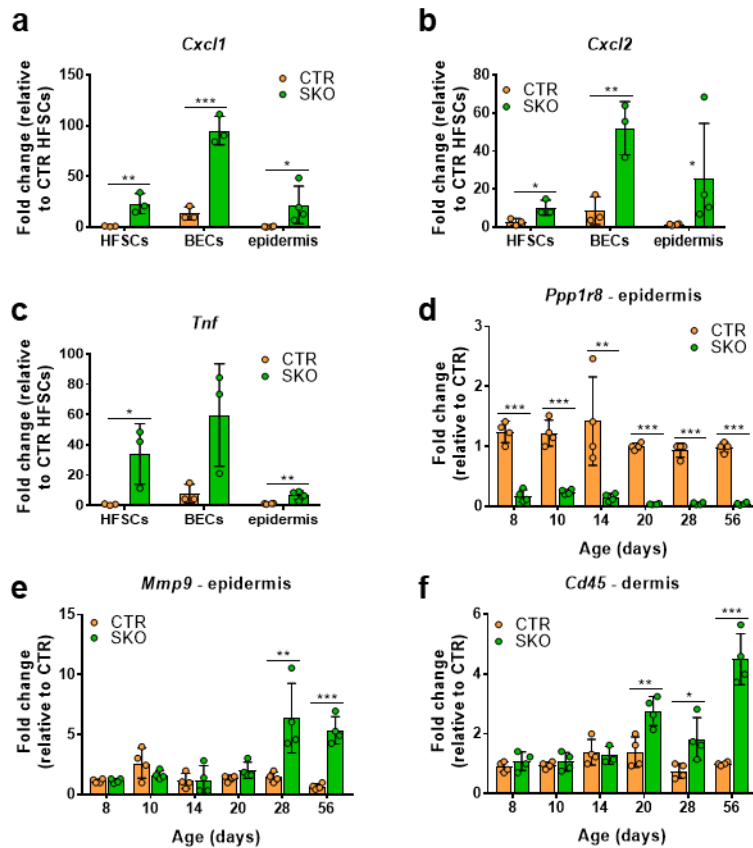 a
Cxcl1
Fold change (relative
to CTR HFSCs)
150
100
50
0
CTR
SKO
**
***
*
HFSCs
BECs
epidermis
b
Cxcl2
Fold change (relative
to CTR HFSCs)
80
60
40
20
0
CTR
SKO
*
**
*
HFSCs
BECs
epidermis
c
Tnf
Fold change (relative
to CTR HFSCs)
100
80
60
40
20
0
CTR
SKO
*
**
HFSCs
BECs
epidermis
d
Ppp1r8 - epidermis
Fold change
(relative to CTR)
3
2
1
0
CTR
SKO
***
***
**
***
***
***
8
10
14
20
28
56
Age (days)
e
Mmp9 - epidermis
Fold change
(relative to CTR)
15
10
5
0
CTR
SKO
**
***
8
10
14
20
28
56
Age (days)
f
Cd45 - dermis
Fold change
(relative to CTR)
6
4
2
0
CTR
SKO
**
*
***
8
10
14
20
28
56
Age (days)